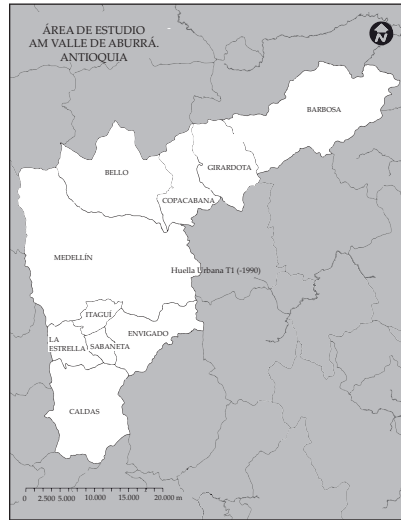 ÁREA DE ESTUDIO
AM VALLE DE ABURRÁ.
ANTIOQUIA
N
BARBOSA
GIRARDOTA
BELLO
COPACABANA
MEDELLÍN
Huella Urbana T1 (-1990)
ITAGUÍ
ENVIGADO
LA
ESTRELLA
SABANETA
CALDAS
0 2.500 5.000 10.000 15.000 20.000 m